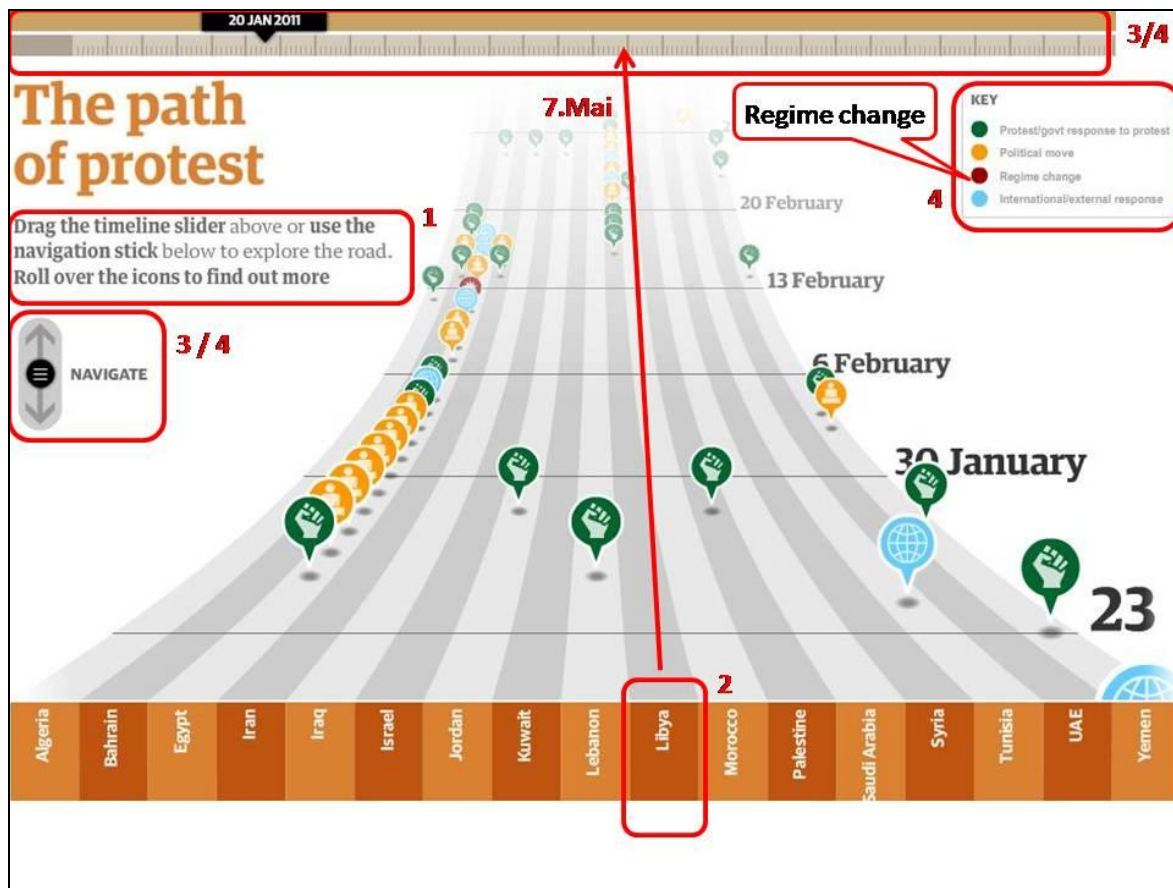 20 JAN 2011
3/4
The path
of protest
7.Mai
Regime change
KEY
Protest/govt response to protest
Political move
Regime change
International/external response
4
Drag the timeline slider above or use the
navigation stick below to explore the road.
Roll over the icons to find out more
1
20 February
13 February
3 / 4
NAVIGATE
6 February
30 January
23
2
Algeria
Bahrain
Egypt
Iran
Iraq
Israel
Jordan
Kuwait
Lebanon
Libya
Morocco
Palestine
Saudi Arabia
Syria
Tunisia
UAE
Yemen